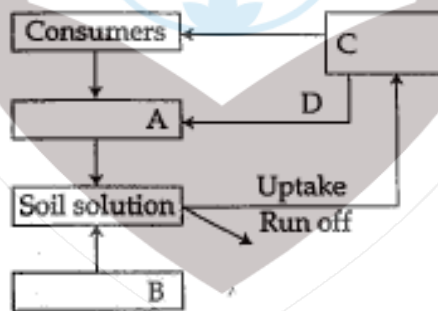 Consumers
C
D
A
Uptake
Soil solution
Run off
B